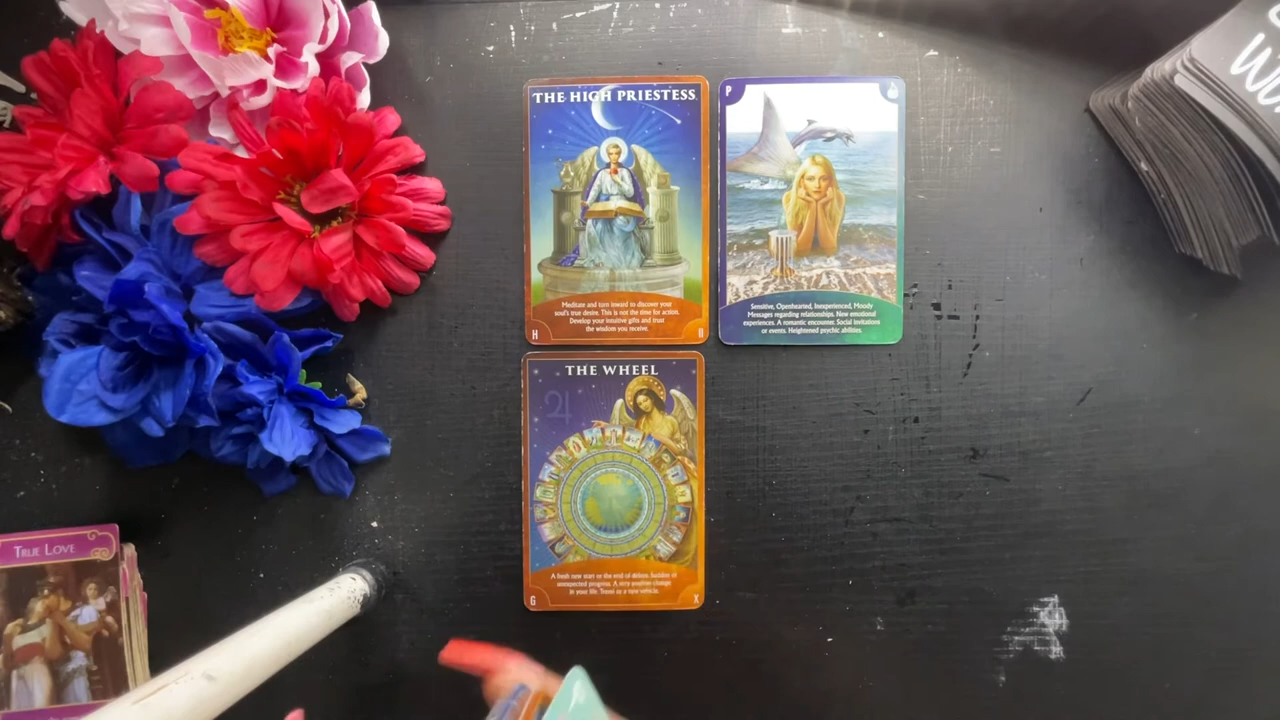 THE HIGH PRIESTESS
Meditate and turn inward to discover your
soul's true desire. This is not the time for action.
Develop your intuitive gifts and trust
the wisdom you receive.
H
II
P
Sensitive, Openhearted, Inexperienced, Moody
Messages regarding relationships. New emotional
experiences. A romantic encounter. Social invitations
or events. Heightened psychic abilities.
THE WHEEL
A fresh new start or the end of delays. Sudden or
unexpected progress. A very positive change
in your life. Travel or a new vehicle.
G
X
TRUE LOVE